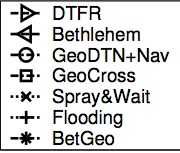 DTFR
Bethlehem
GeoDTN+Nav
GeoCross
Spray&Wait
Flooding
BetGeo